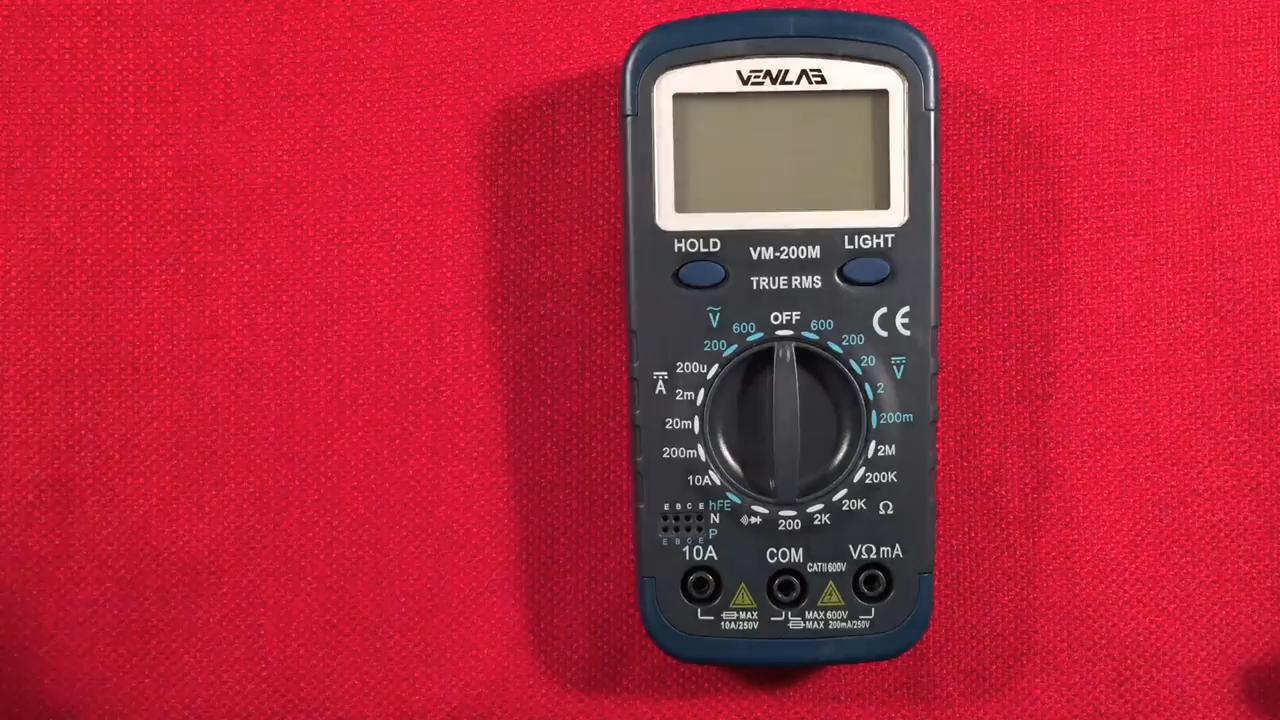 VENLAB
HOLD
LIGHT
VM-200M
TRUE RMS
V
600
OFF
600
CE
200
200
200u
20
V
A
2m
2
20m
200m
200m
2M
10A
200K
hFE
20K
Ω
E B C E
N
200
2K
P
E B C E
10A
COM
VΩmA
CATII600V
MAX
10A/250V
MAX 600V
MAX 200mA/250V